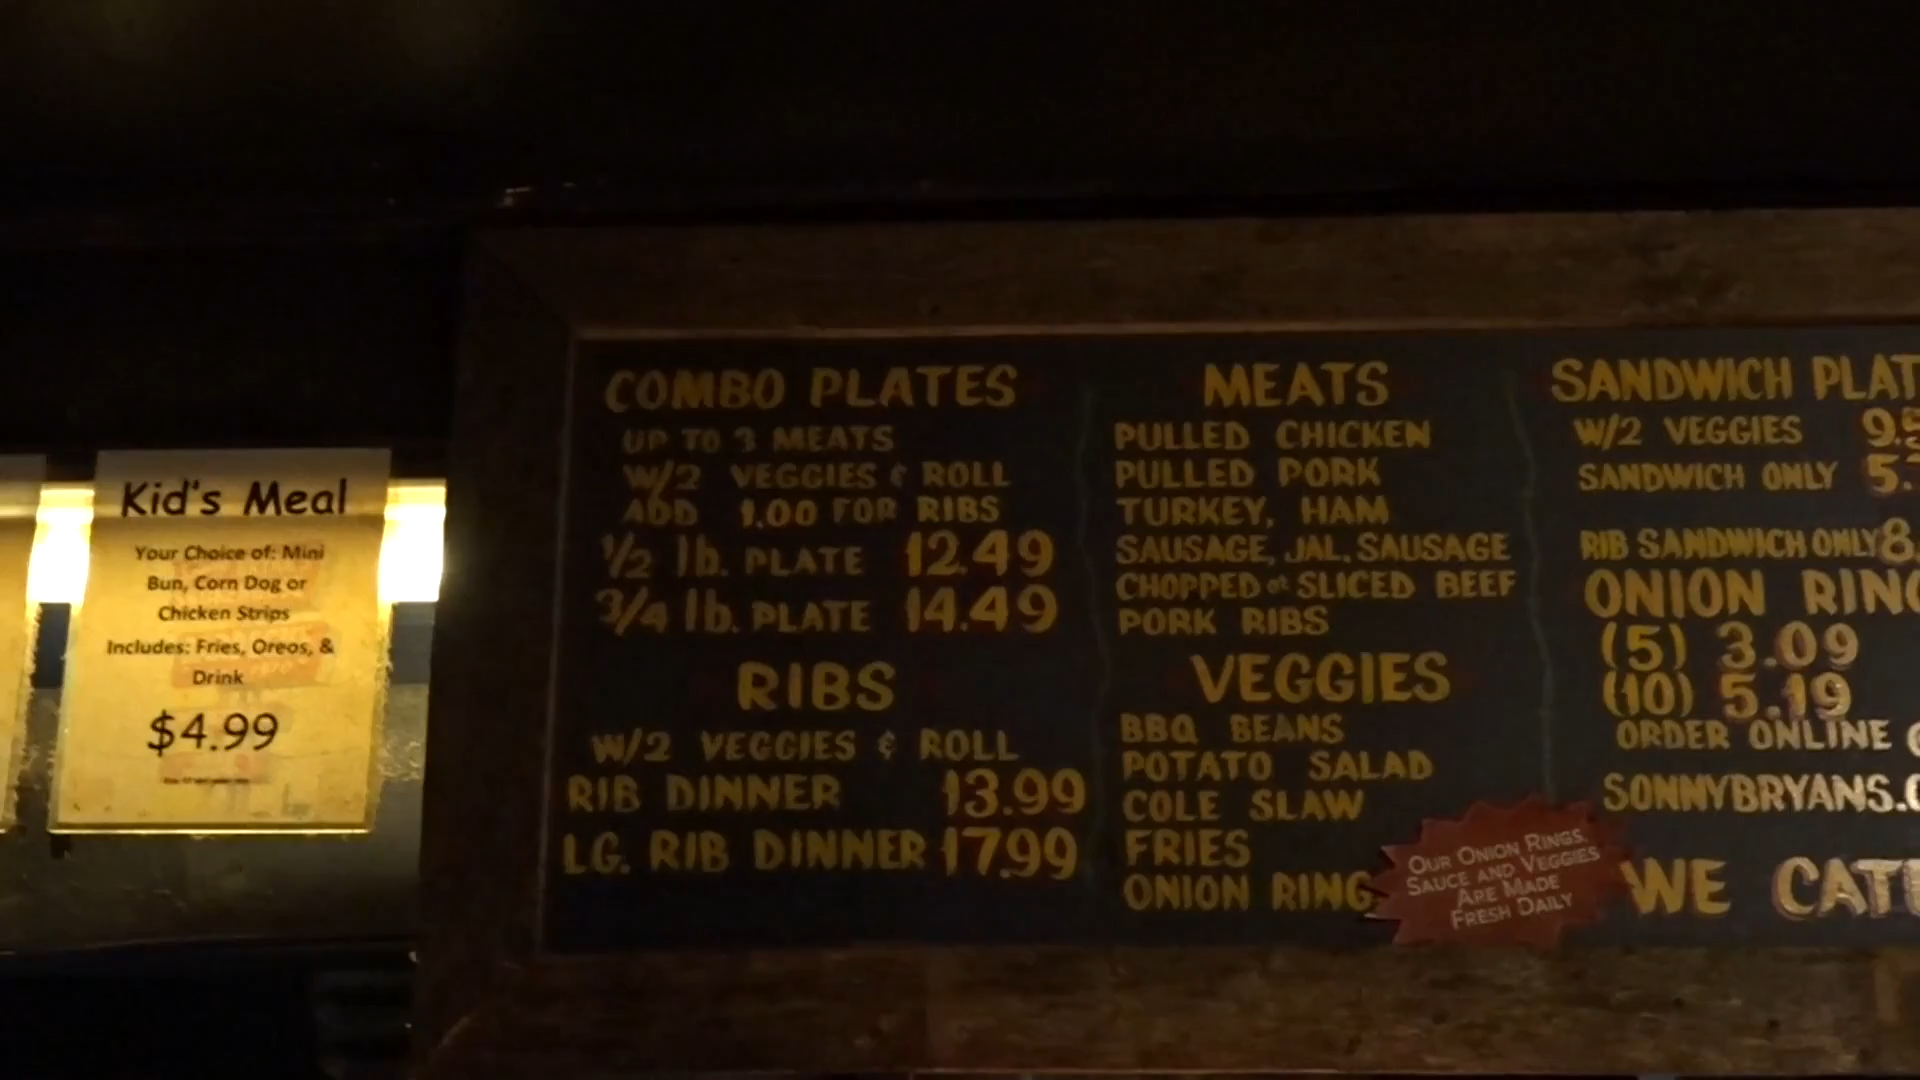 Kid's Meal
Your Choice of: Mini
Bun, Corn Dog or
Chicken Strips
Includes: Fries, Oreos, &
Drink
$4.99
COMBO PLATES
UP TO 3 MEATS
W/2 VEGGIES & ROLL
ADD 1.00 FOR RIBS
1/2 lb. PLATE 12.49
3/4 lb. PLATE 14.49
RIBS
W/2 VEGGIES & ROLL
RIB DINNER 13.99
LG. RIB DINNER 17.99
MEATS
PULLED CHICKEN
PULLED PORK
TURKEY, HAM
SAUSAGE, JAL. SAUSAGE
CHOPPED or SLICED BEEF
PORK RIBS
VEGGIES
BBQ BEANS
POTATO SALAD
COLE SLAW
FRIES
ONION RING
OUR ONION RINGS,
SAUCE AND VEGGIES
ARE MADE
FRESH DAILY
SANDWICH PLAT
W/2 VEGGIES 9.
SANDWICH ONLY 5.
RIB SANDWICH ONLY 8.
ONION RING
(5) 3.09
(10) 5.19
ORDER ONLINE
SONNYBRYANS.
WE CAT